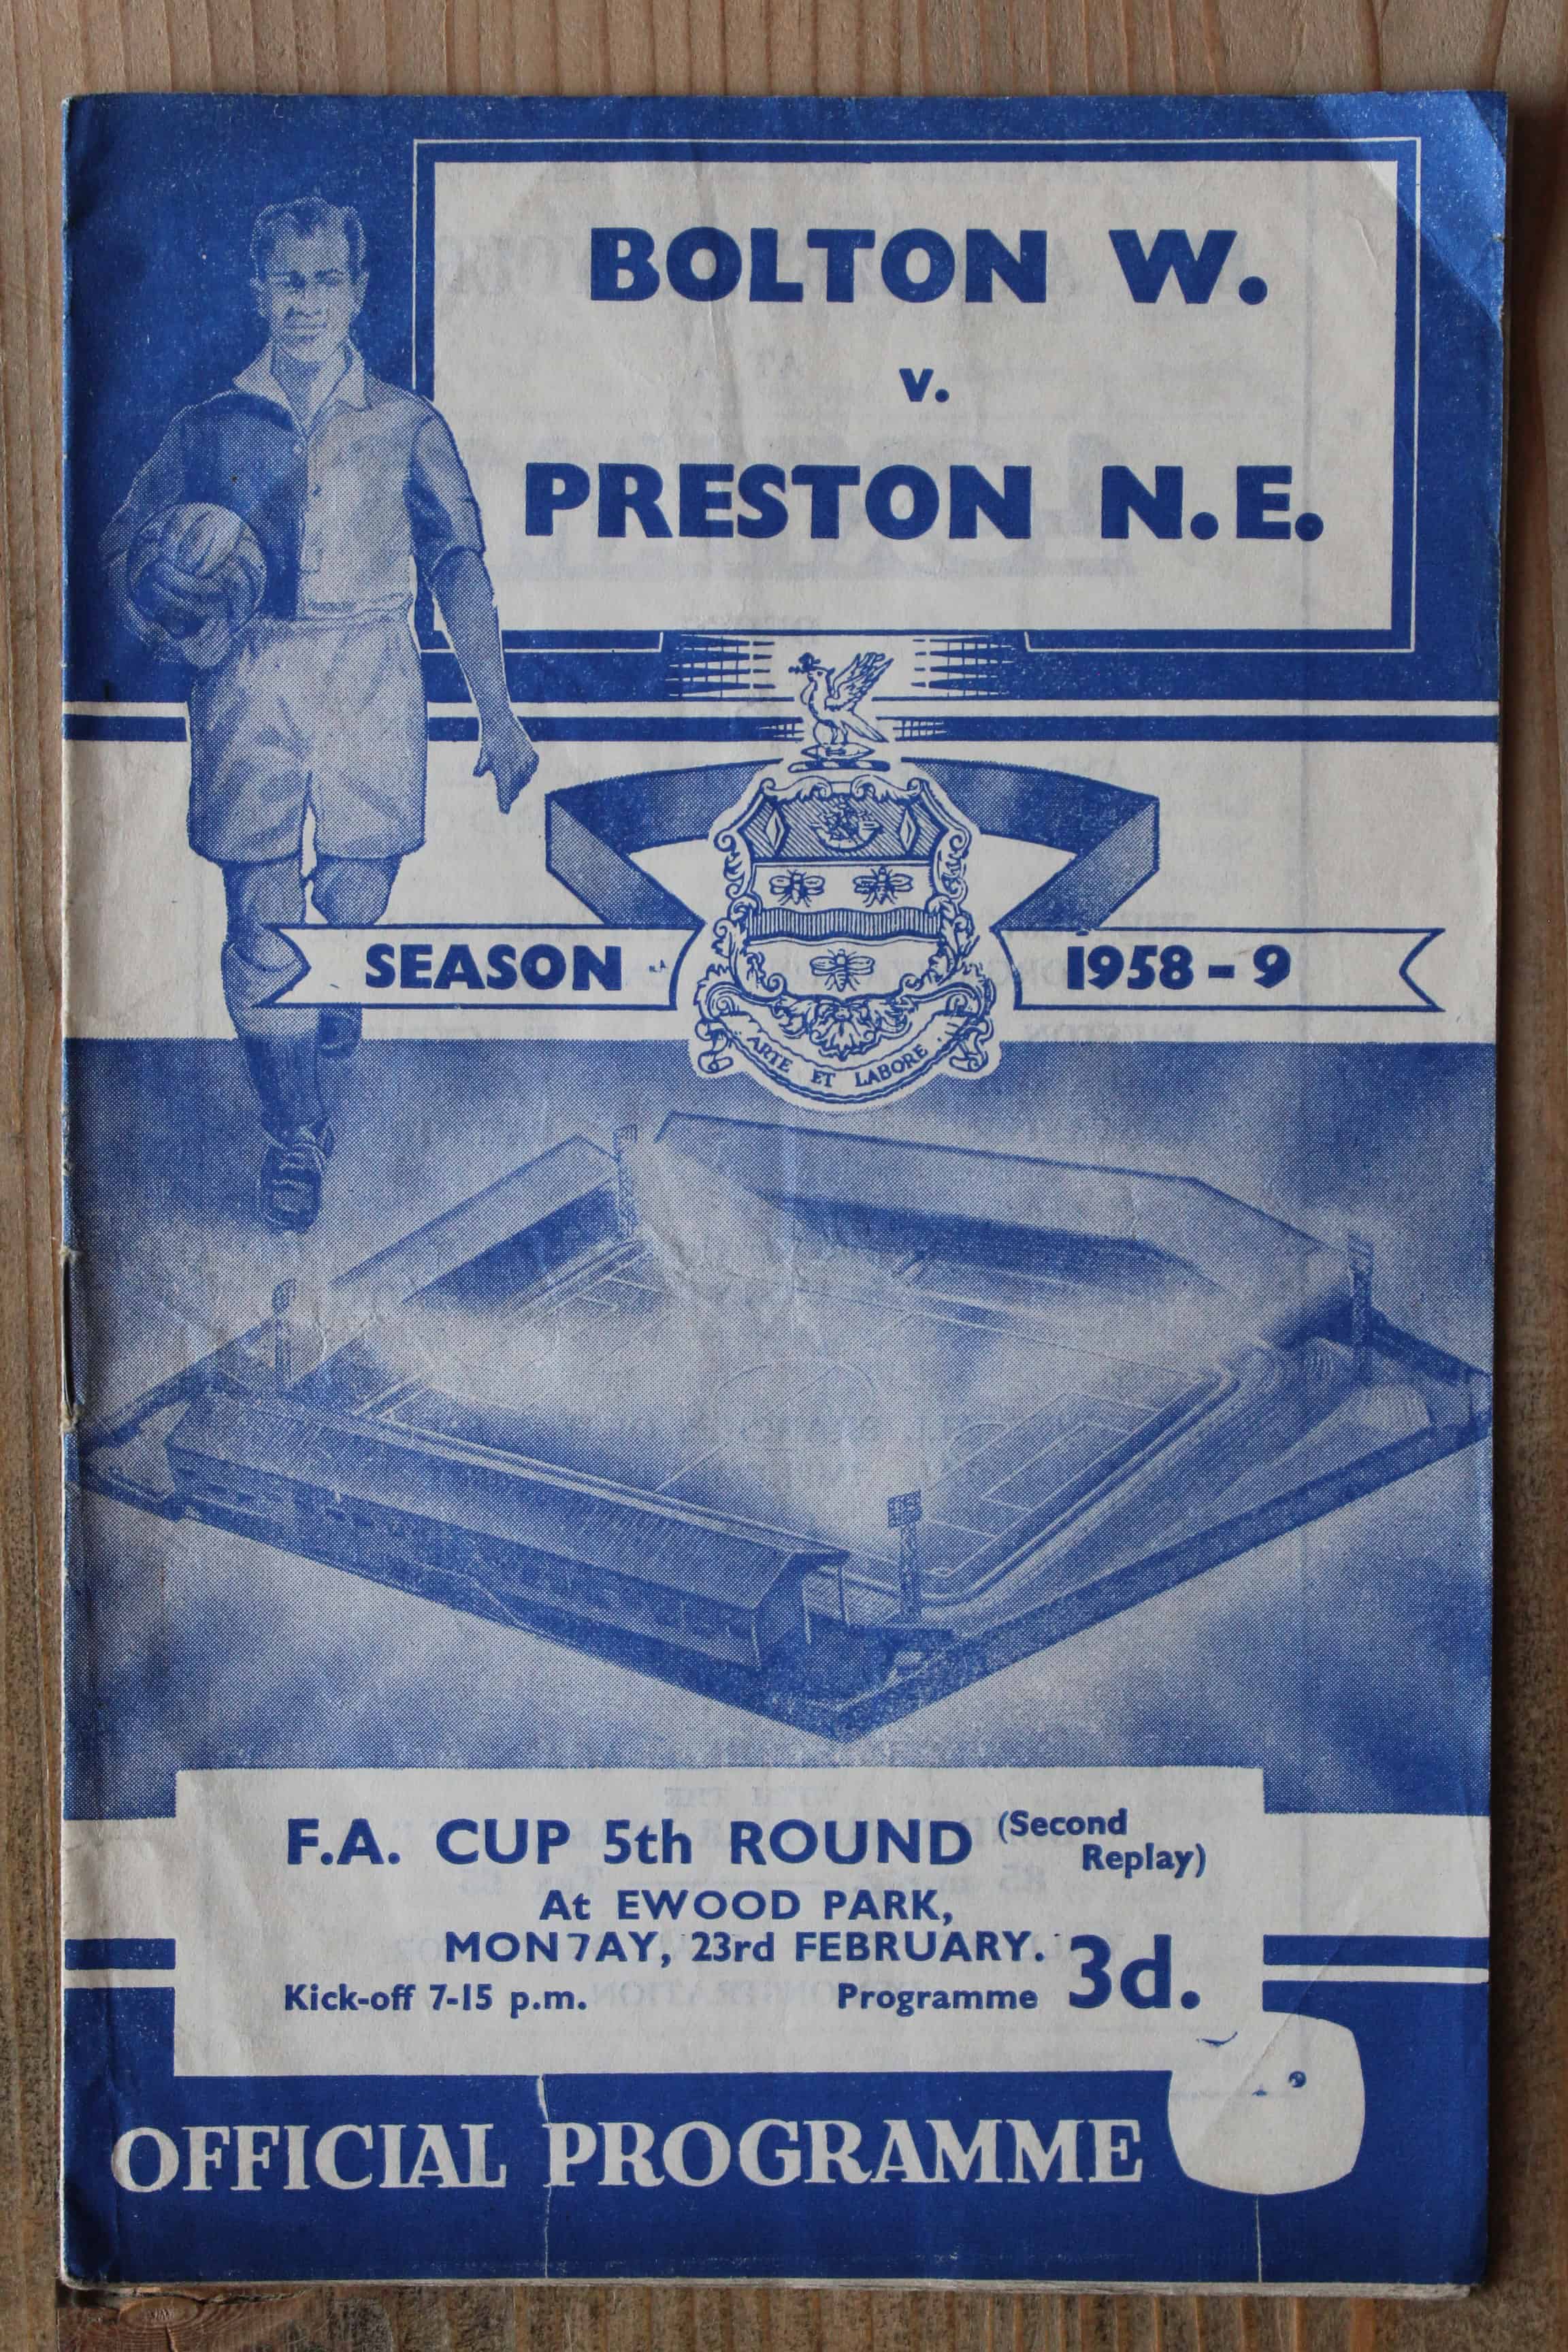 BOLTON W.
v.
PRESTON N.E.
SEASON 1958-9
ARTE ET LABORE
F.A. CUP 5th ROUND (Second
Replay)
At EWOOD PARK,
MON7AY, 23rd FEBRUARY.
Kick-off 7-15 p.m. Programme 3d.
OFFICIAL PROGRAMME